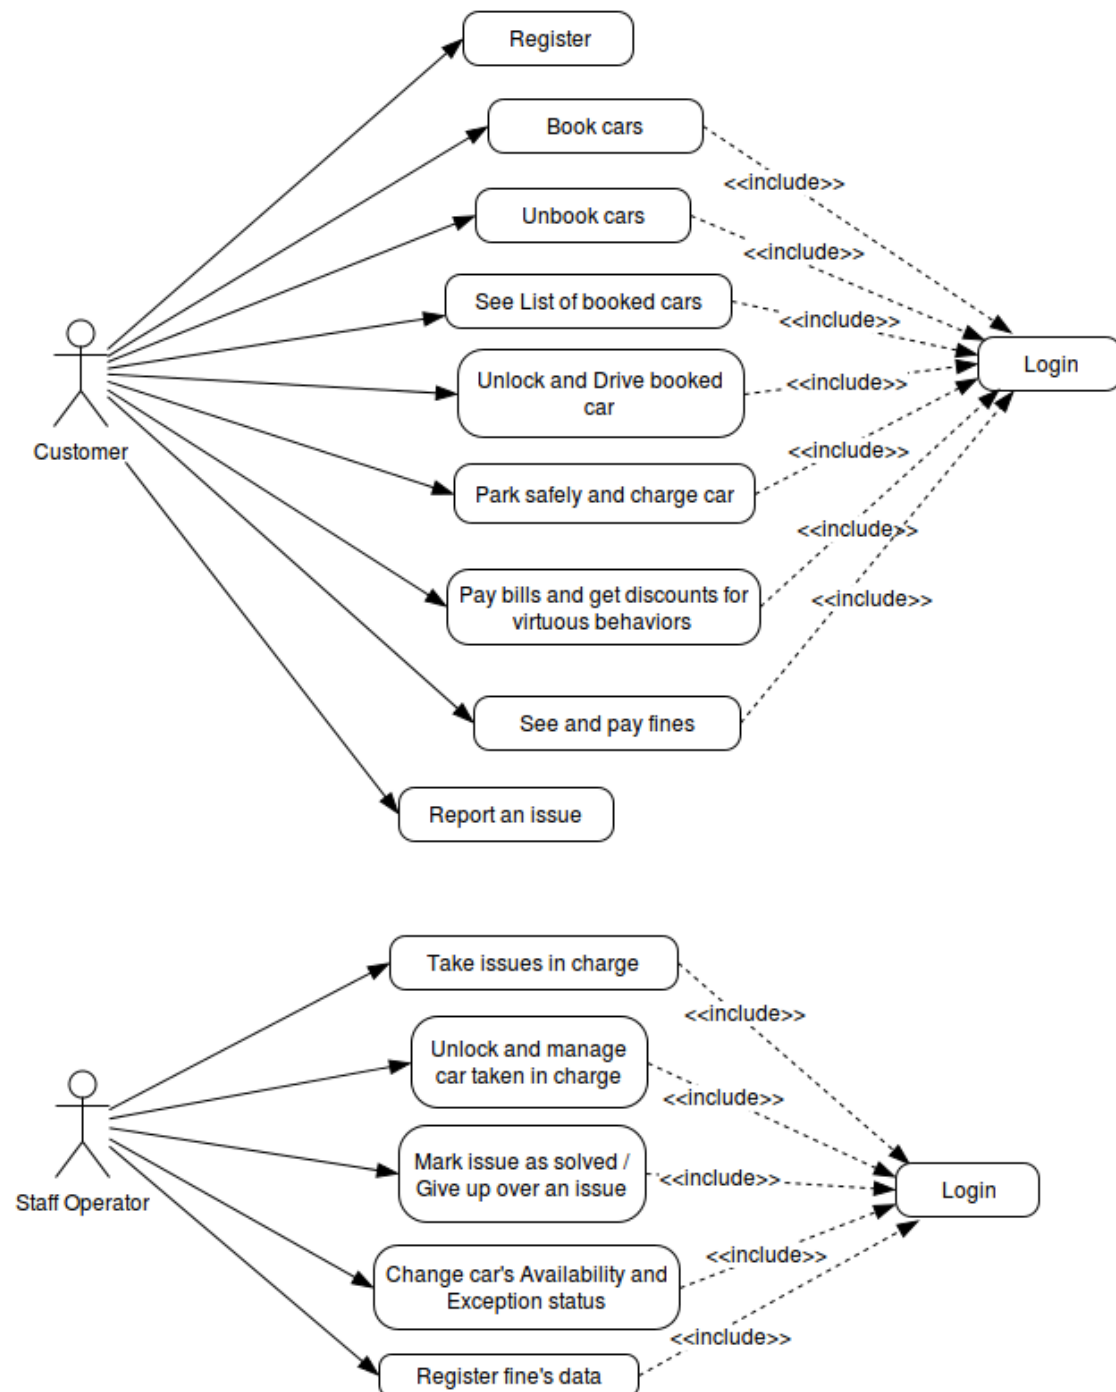 Register
Book cars
<<include>>
Unbook cars
<<include>>
See List of booked cars
<<include>>
Login
Unlock and Drive booked
car
<<include>>
Customer
<<include>>
Park safely and charge car
<<include>>
Pay bills and get discounts for
virtuous behaviors
<<include>>
See and pay fines
Report an issue
Take issues in charge
<<include>>
Unlock and manage
car taken in charge
<<include>>
Mark issue as solved /
Give up over an issue
<<include>>
Login
Staff Operator
<<include>>
Change car's Availability and
Exception status
<<include>>
Register fine's data